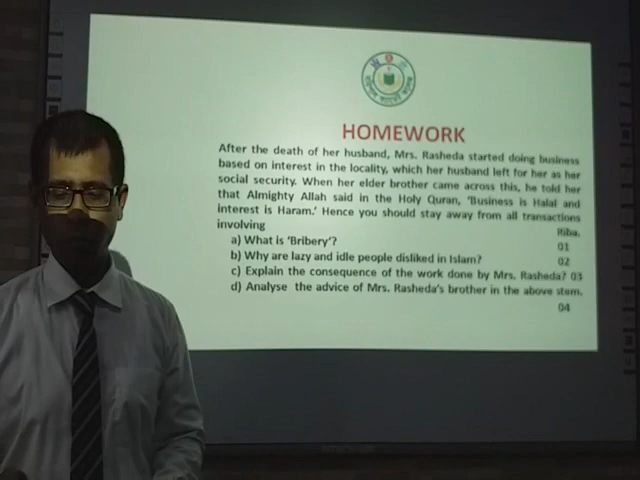 HOMEWORK
After the death of her husband, Mrs. Rasheda started doing business
based on interest in the locality, which her husband left for her as her
social security. When her elder brother came across this, he told her
that Almighty Allah said in the Holy Quran, 'Business is Halal and
interest is Haram.' Hence you should stay away from all transactions
involving Riba.
a) What is 'Bribery'? 01
b) Why are lazy and idle people disliked in Islam? 02
c) Explain the consequence of the work done by Mrs. Rasheda? 03
d) Analyse the advice of Mrs. Rasheda's brother in the above stem.
04